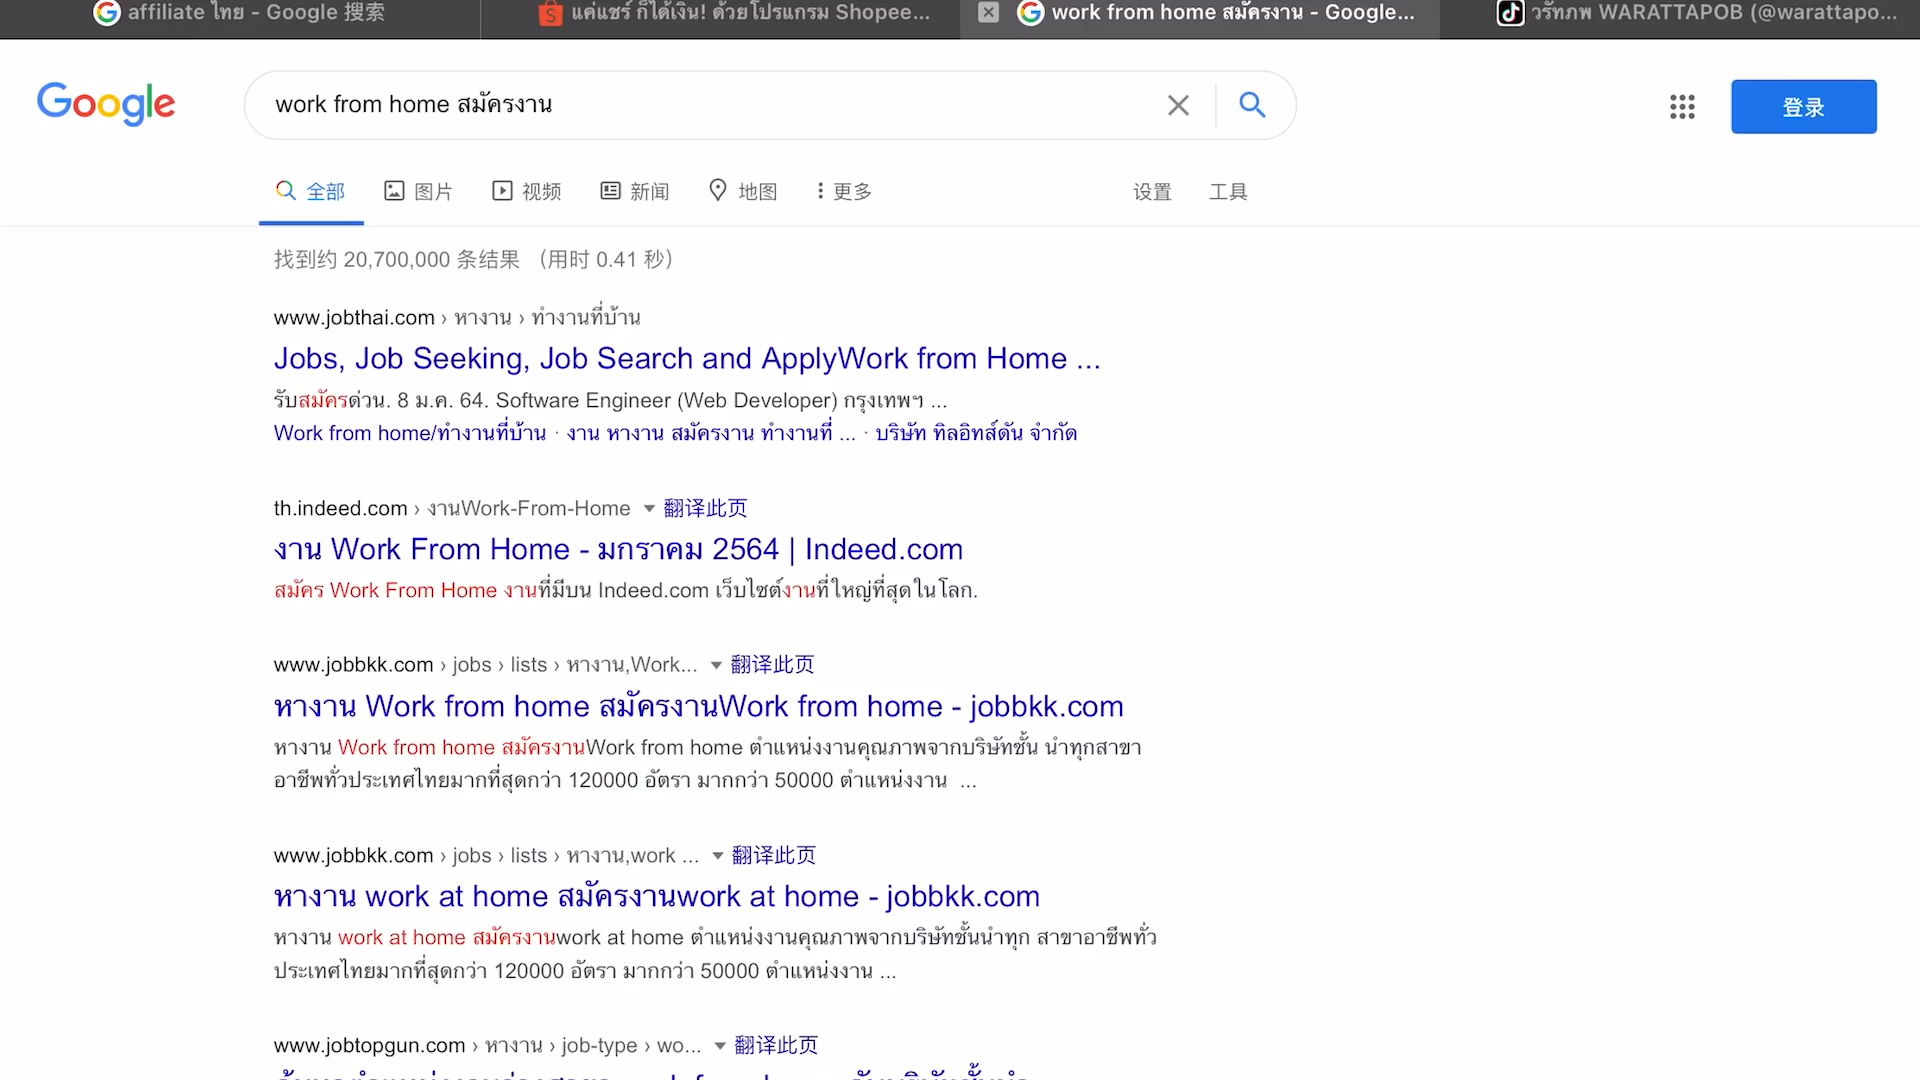 affiliate ไทย - Google 搜索
แค่แชร์ ก็ได้เงิน! ด้วยโปรแกรม Shopee...
work from home สมัครงาน - Google...
วรัทภพ WARATTAPOB (@warattapo...
Google
work from home สมัครงาน
登录
全部 图片 视频 新闻 地图 更多 设置 工具
找到约 20,700,000 条结果 （用时 0.41 秒）
www.jobthai.com › หางาน › ทำงานที่บ้าน
Jobs, Job Seeking, Job Search and ApplyWork from Home ...
รับสมัครด่วน. 8 ม.ค. 64. Software Engineer (Web Developer) กรุงเทพฯ ...
Work from home/ทำงานที่บ้าน · งาน หางาน สมัครงาน ทำงานที่ ... · บริษัท ทิลอิทส์ดัน จำกัด
th.indeed.com › งานWork-From-Home 翻译此页
งาน Work From Home - มกราคม 2564 | Indeed.com
สมัคร Work From Home งานที่มีบน Indeed.com เว็บไซต์งานที่ใหญ่ที่สุดในโลก.
www.jobbkk.com › jobs › lists › หางาน,Work... 翻译此页
หางาน Work from home สมัครงานWork from home - jobbkk.com
หางาน Work from home สมัครงานWork from home ตำแหน่งงานคุณภาพจากบริษัทชั้น นำทุกสาขา
อาชีพทั่วประเทศไทยมากที่สุดกว่า 120000 อัตรา มากกว่า 50000 ตำแหน่งงาน ...
www.jobbkk.com › jobs › lists › หางาน,work ... 翻译此页
หางาน work at home สมัครงานwork at home - jobbkk.com
หางาน work at home สมัครงานwork at home ตำแหน่งงานคุณภาพจากบริษัทชั้นนำทุก สาขาอาชีพทั่ว
ประเทศไทยมากที่สุดกว่า 120000 อัตรา มากกว่า 50000 ตำแหน่งงาน ...
www.jobtopgun.com › หางาน › job-type › wo... 翻译此页